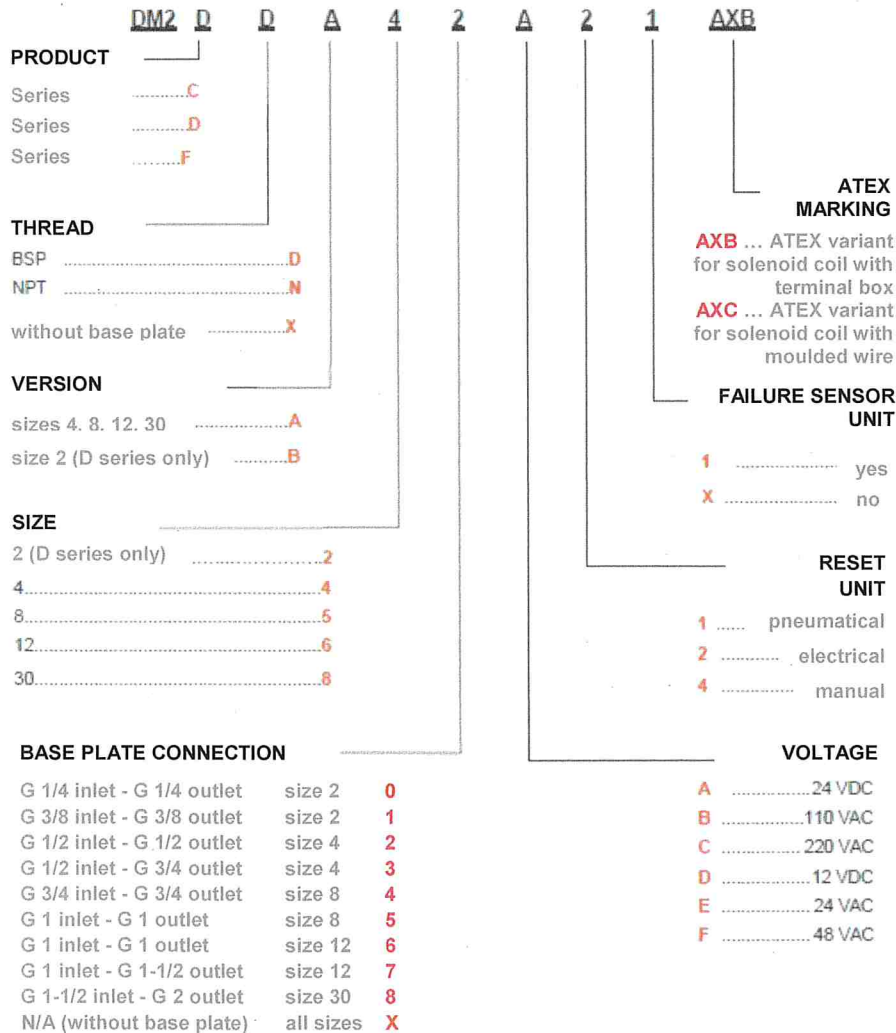 DM2 D D A 4 2 A 2 1 AXB
PRODUCT
Series ..........C
Series ..........D
Series ........F
THREAD
BSP ..........D
NPT ..........N
without base plate ..........X
VERSION
sizes 4. 8. 12. 30 ..........A
size 2 (D series only) ..........B
SIZE
2 (D series only) ..........2
4..........4
8..........5
12..........6
30..........8
BASE PLATE CONNECTION
G 1/4 inlet - G 1/4 outlet size 2 0
G 3/8 inlet - G 3/8 outlet size 2 1
G 1/2 inlet - G 1/2 outlet size 4 2
G 1/2 inlet - G 3/4 outlet size 4 3
G 3/4 inlet - G 3/4 outlet size 8 4
G 1 inlet - G 1 outlet size 8 5
G 1 inlet - G 1 outlet size 12 6
G 1 inlet - G 1-1/2 outlet size 12 7
G 1-1/2 inlet - G 2 outlet size 30 8
N/A (without base plate) all sizes X
ATEX
MARKING
AXB ... ATEX variant
for solenoid coil with
terminal box
AXC ... ATEX variant
for solenoid coil with
moulded wire
FAILURE SENSOR
UNIT
1 .......... yes
X .......... no
RESET
UNIT
1 ..... pneumatical
2 .......... electrical
4 .......... manual
VOLTAGE
A ..........24 VDC
B ..........110 VAC
C ..........220 VAC
D ..........12 VDC
E ..........24 VAC
F ..........48 VAC